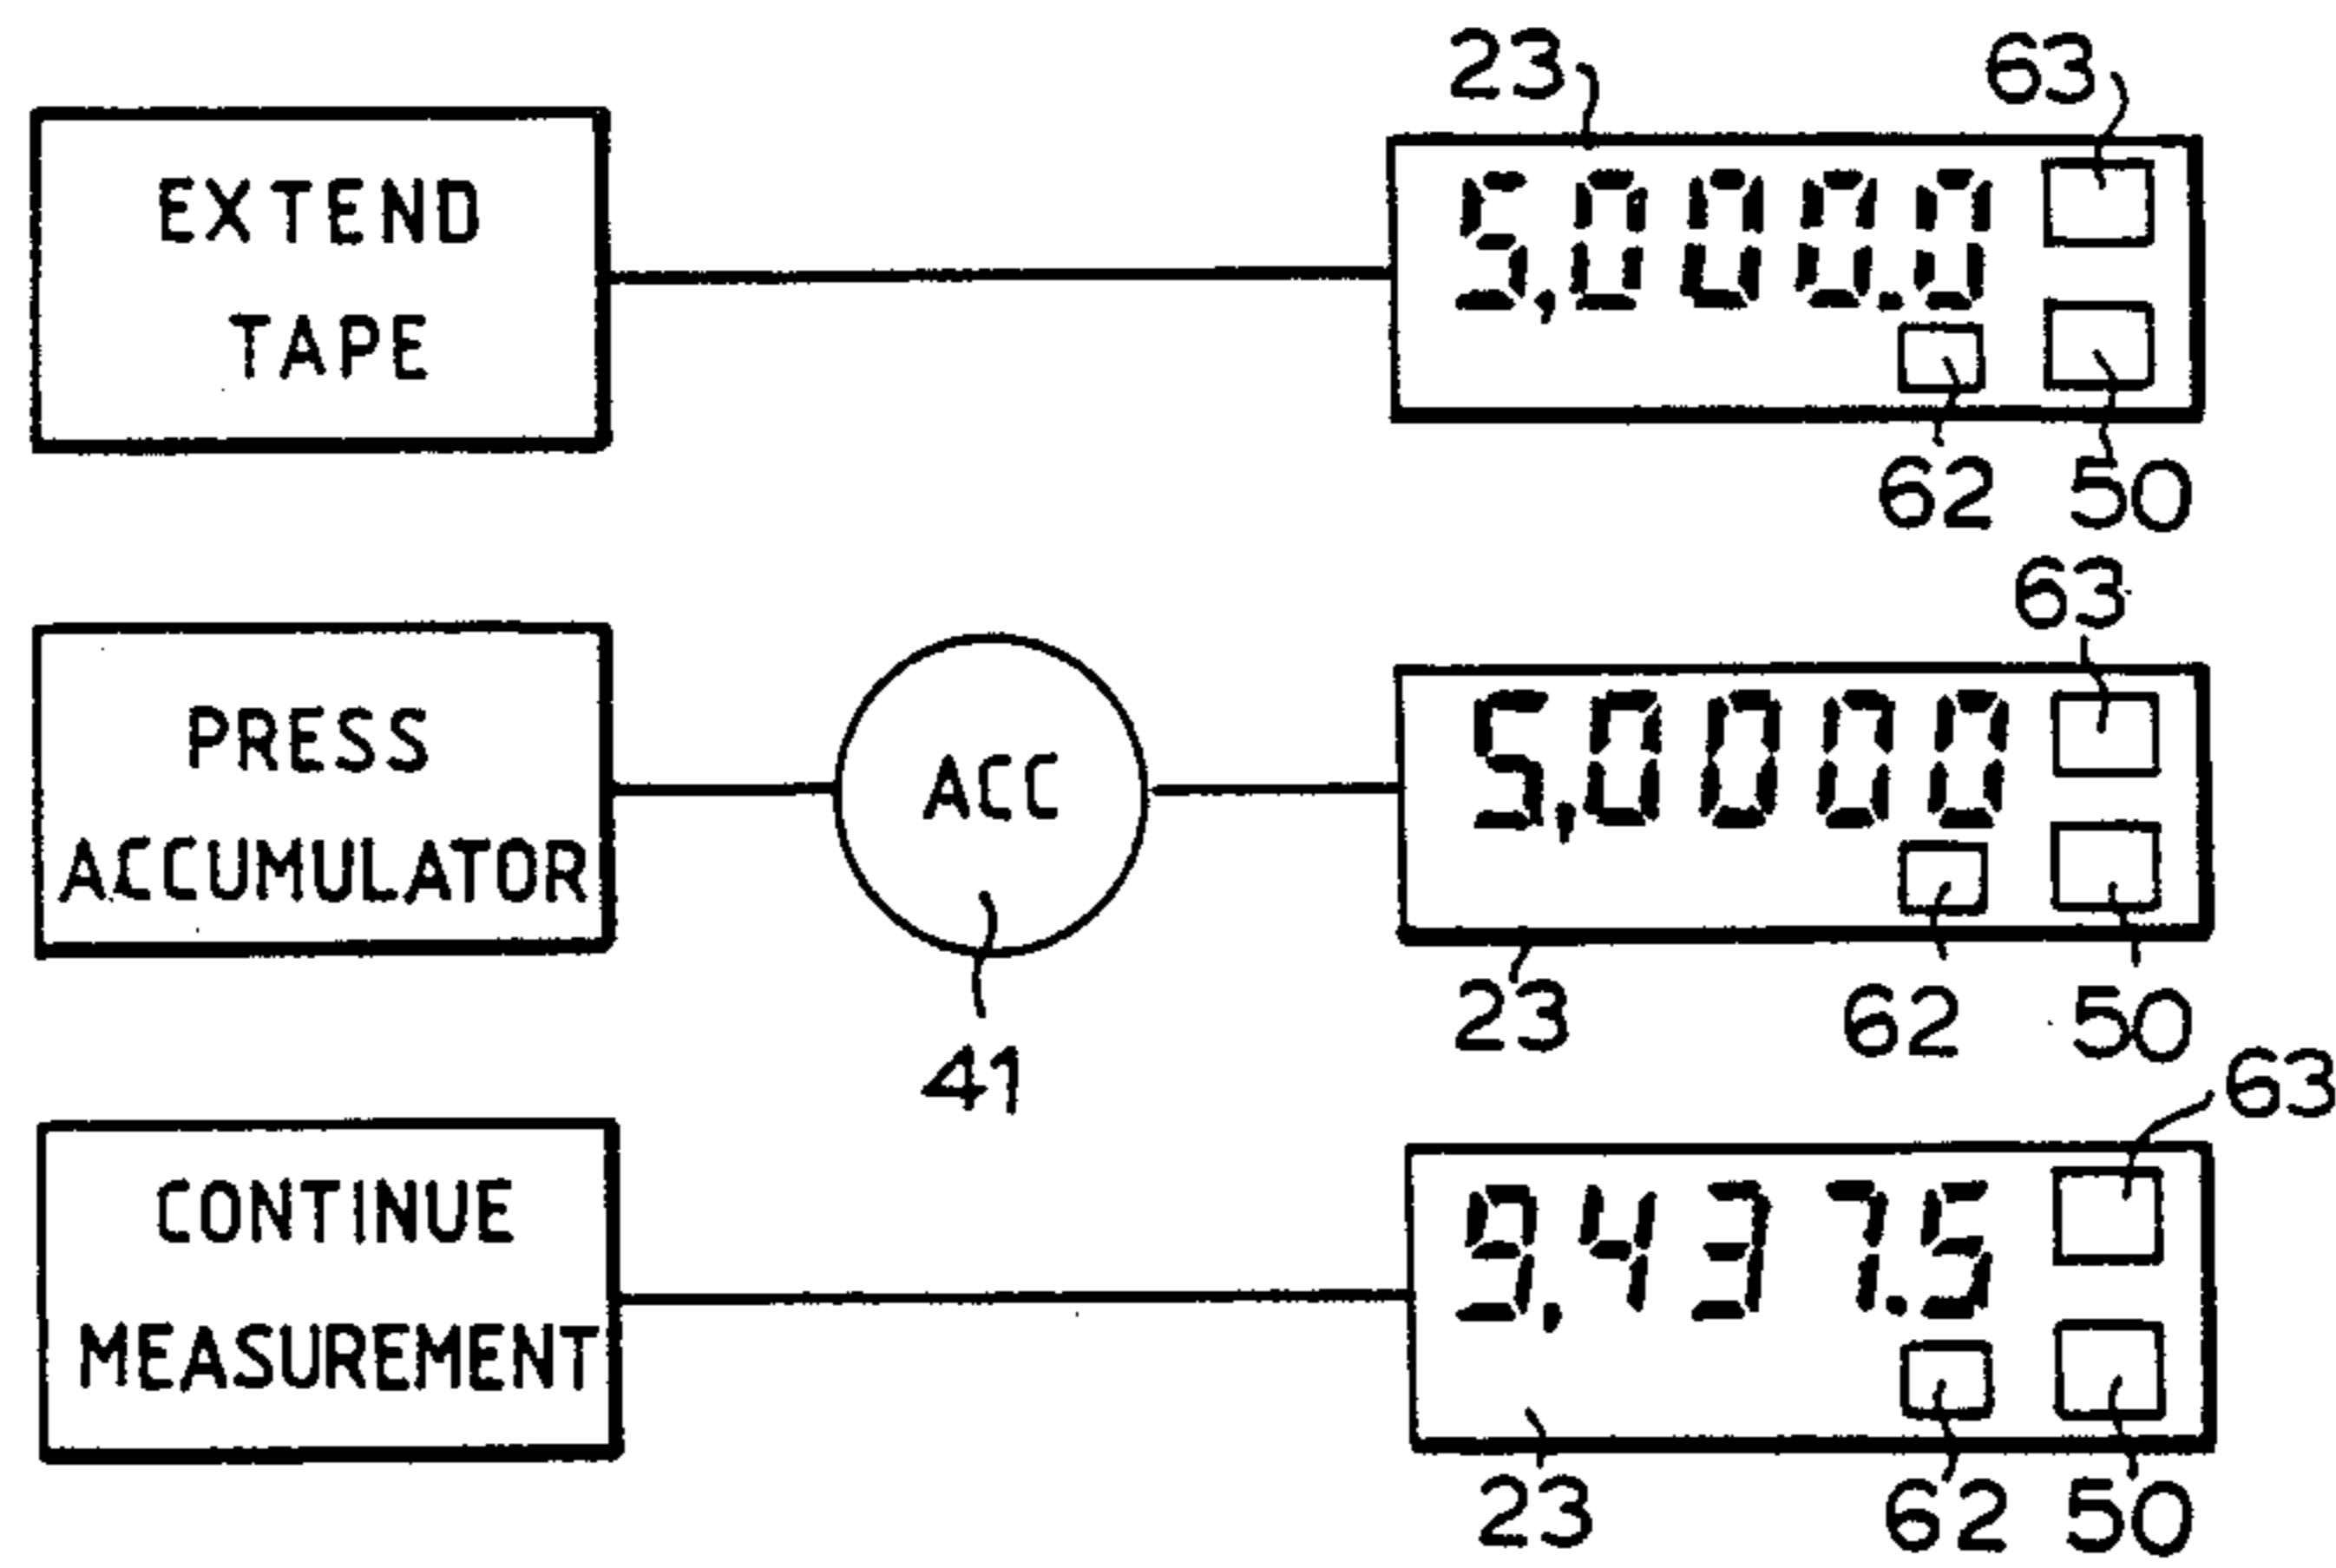 23 63
EXTEND
TAPE
5,000.0
62 50
63
PRESS
ACCUMULATOR
ACC
5,0000
23 62 50
41
63
CONTINUE
MEASUREMENT
9,437.5
23 62 50